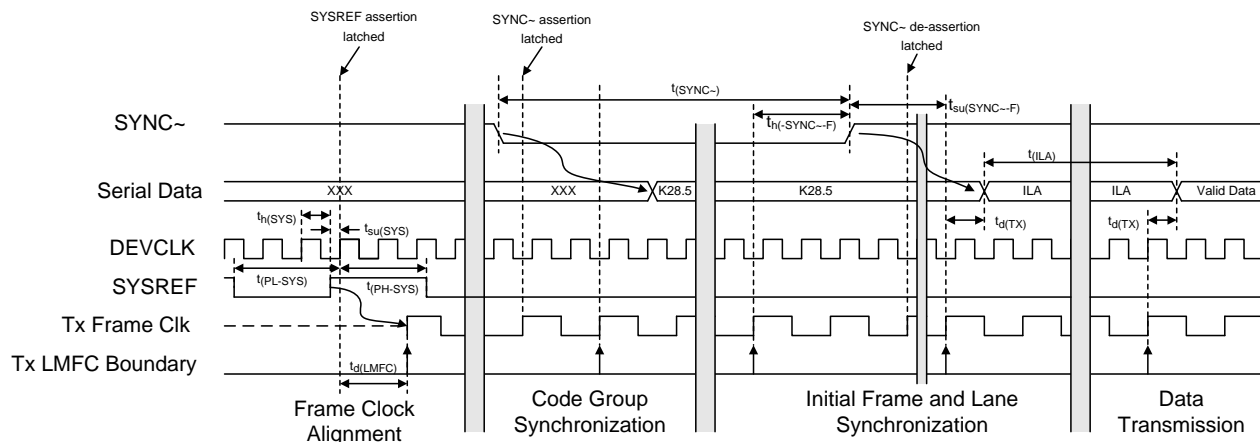 SYSREF assertion
latched
SYNC~ assertion
latched
SYNC~ de-assertion
latched
t(SYNC~)
th(-SYNC~-F)
tsu(SYNC~-F)
SYNC~
t(ILA)
Serial Data
XXX
XXX
K28.5
K28.5
ILA
ILA
Valid Data
th(SYS)
tsu(SYS)
td(TX)
td(TX)
DEVCLK
t(PL-SYS)
t(PH-SYS)
SYSREF
Tx Frame Clk
Tx LMFC Boundary
td(LMFC)
Frame Clock
Alignment
Code Group
Synchronization
Initial Frame and Lane
Synchronization
Data
Transmission